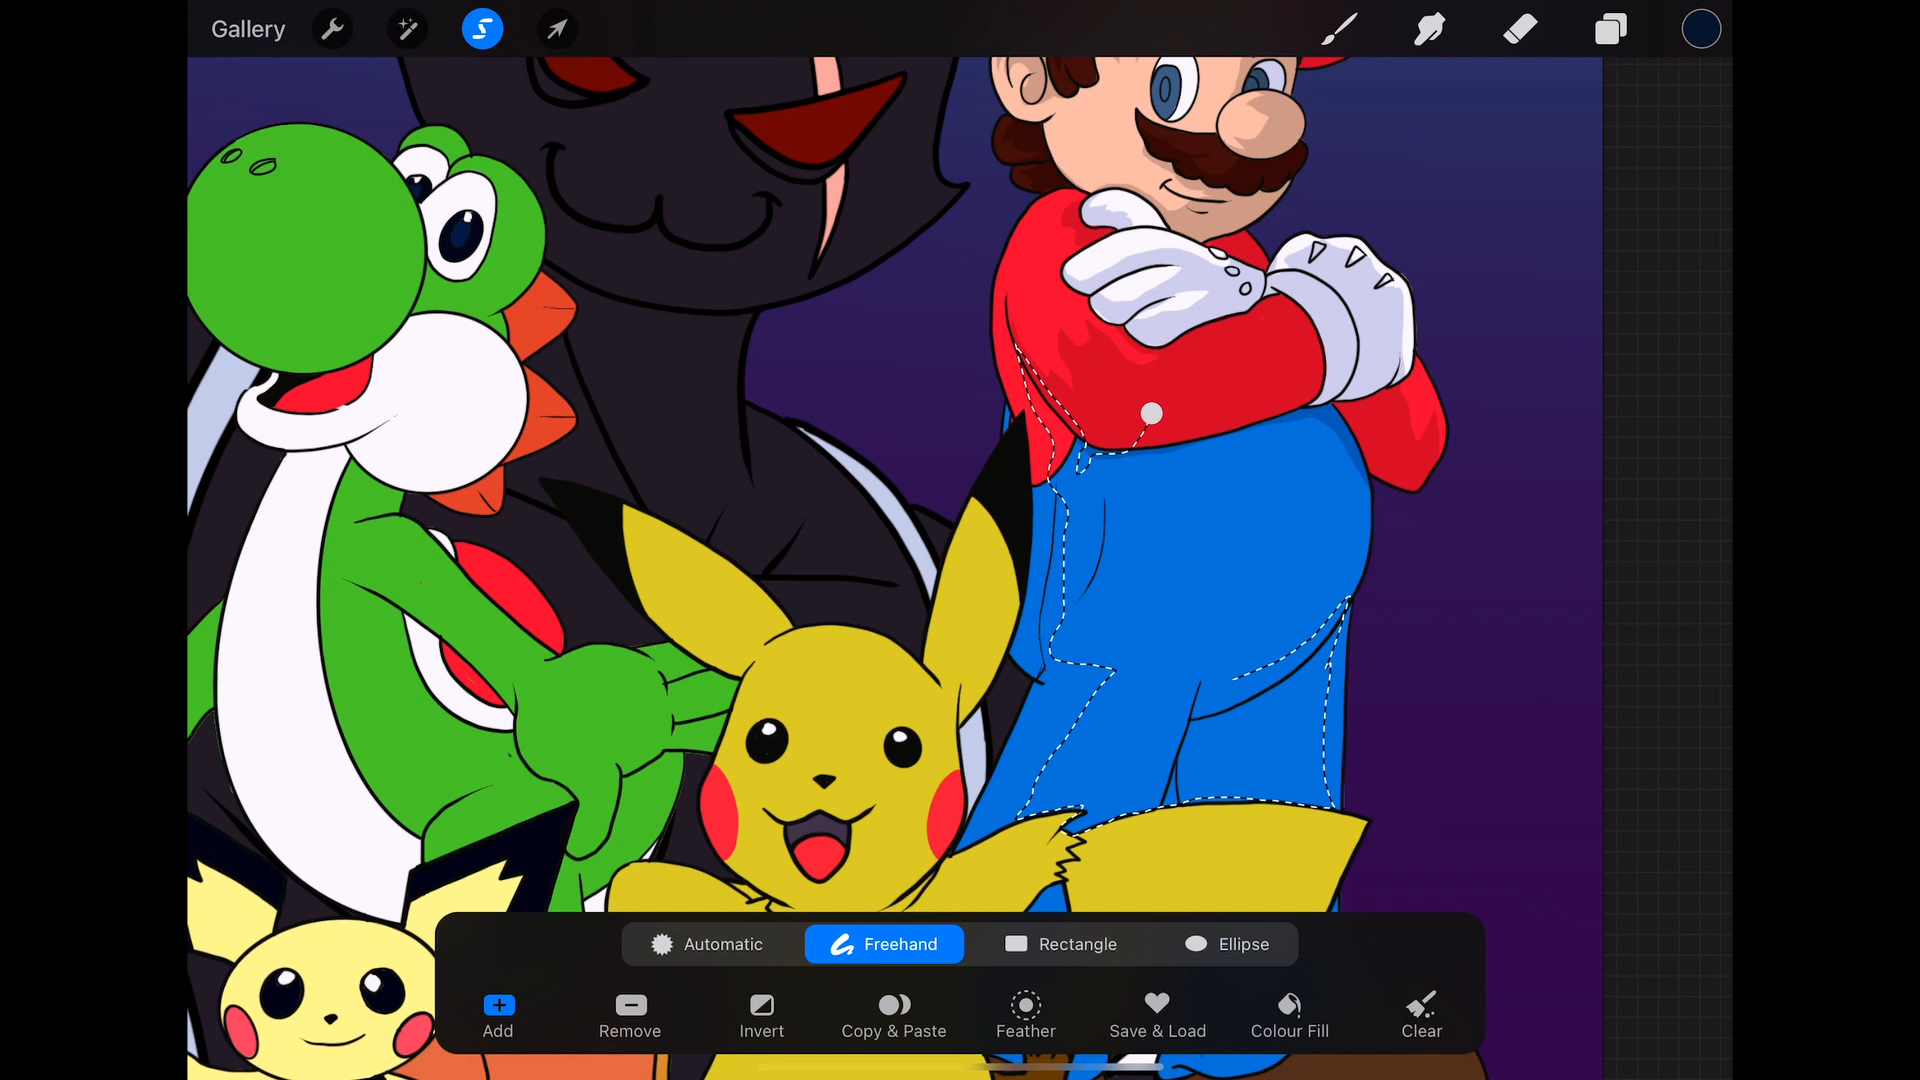 Gallery
Automatic Freehand Rectangle Ellipse
Add Remove Invert Copy & Paste Feather Save & Load Colour Fill Clear